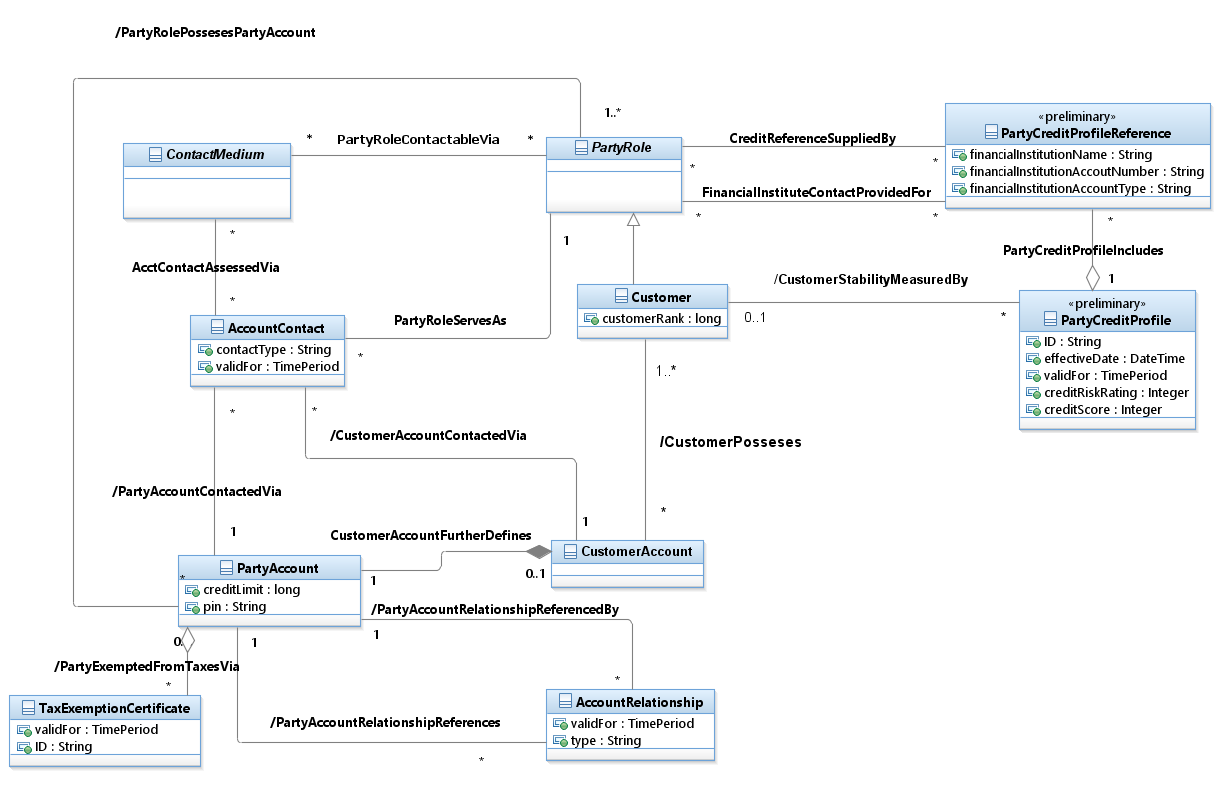 /PartyRolePossesesPartyAccount
1..*
*
PartyRoleContactableVia
*
ContactMedium
PartyRole
CreditReferenceSuppliedBy
*
*
FinancialInstituteContactProvidedFor
*
*
«preliminary»
PartyCreditProfileReference
financialInstitutionName : String
financialInstitutionAccoutNumber : String
financialInstitutionAccountType : String
*
PartyCreditProfileIncludes
1
*
AcctContactAssessedVia
*
1
PartyRoleServesAs
*
Customer
customerRank : long
/CustomerStabilityMeasuredBy
0..1
*
«preliminary»
PartyCreditProfile
ID : String
effectiveDate : DateTime
validFor : TimePeriod
creditRiskRating : Integer
creditScore : Integer
AccountContact
contactType : String
validFor : TimePeriod
*
*
/CustomerAccountContactedVia
1..*
/CustomerPosseses
*
/PartyAccountContactedVia
1
1
CustomerAccountFurtherDefines
1
0..1
CustomerAccount
PartyAccount
*
creditLimit : long
pin : String
/PartyAccountRelationshipReferencedBy
1
*
0.
1
/PartyExemptedFromTaxesVia
*
TaxExemptionCertificate
validFor : TimePeriod
ID : String
/PartyAccountRelationshipReferences
*
AccountRelationship
validFor : TimePeriod
type : String